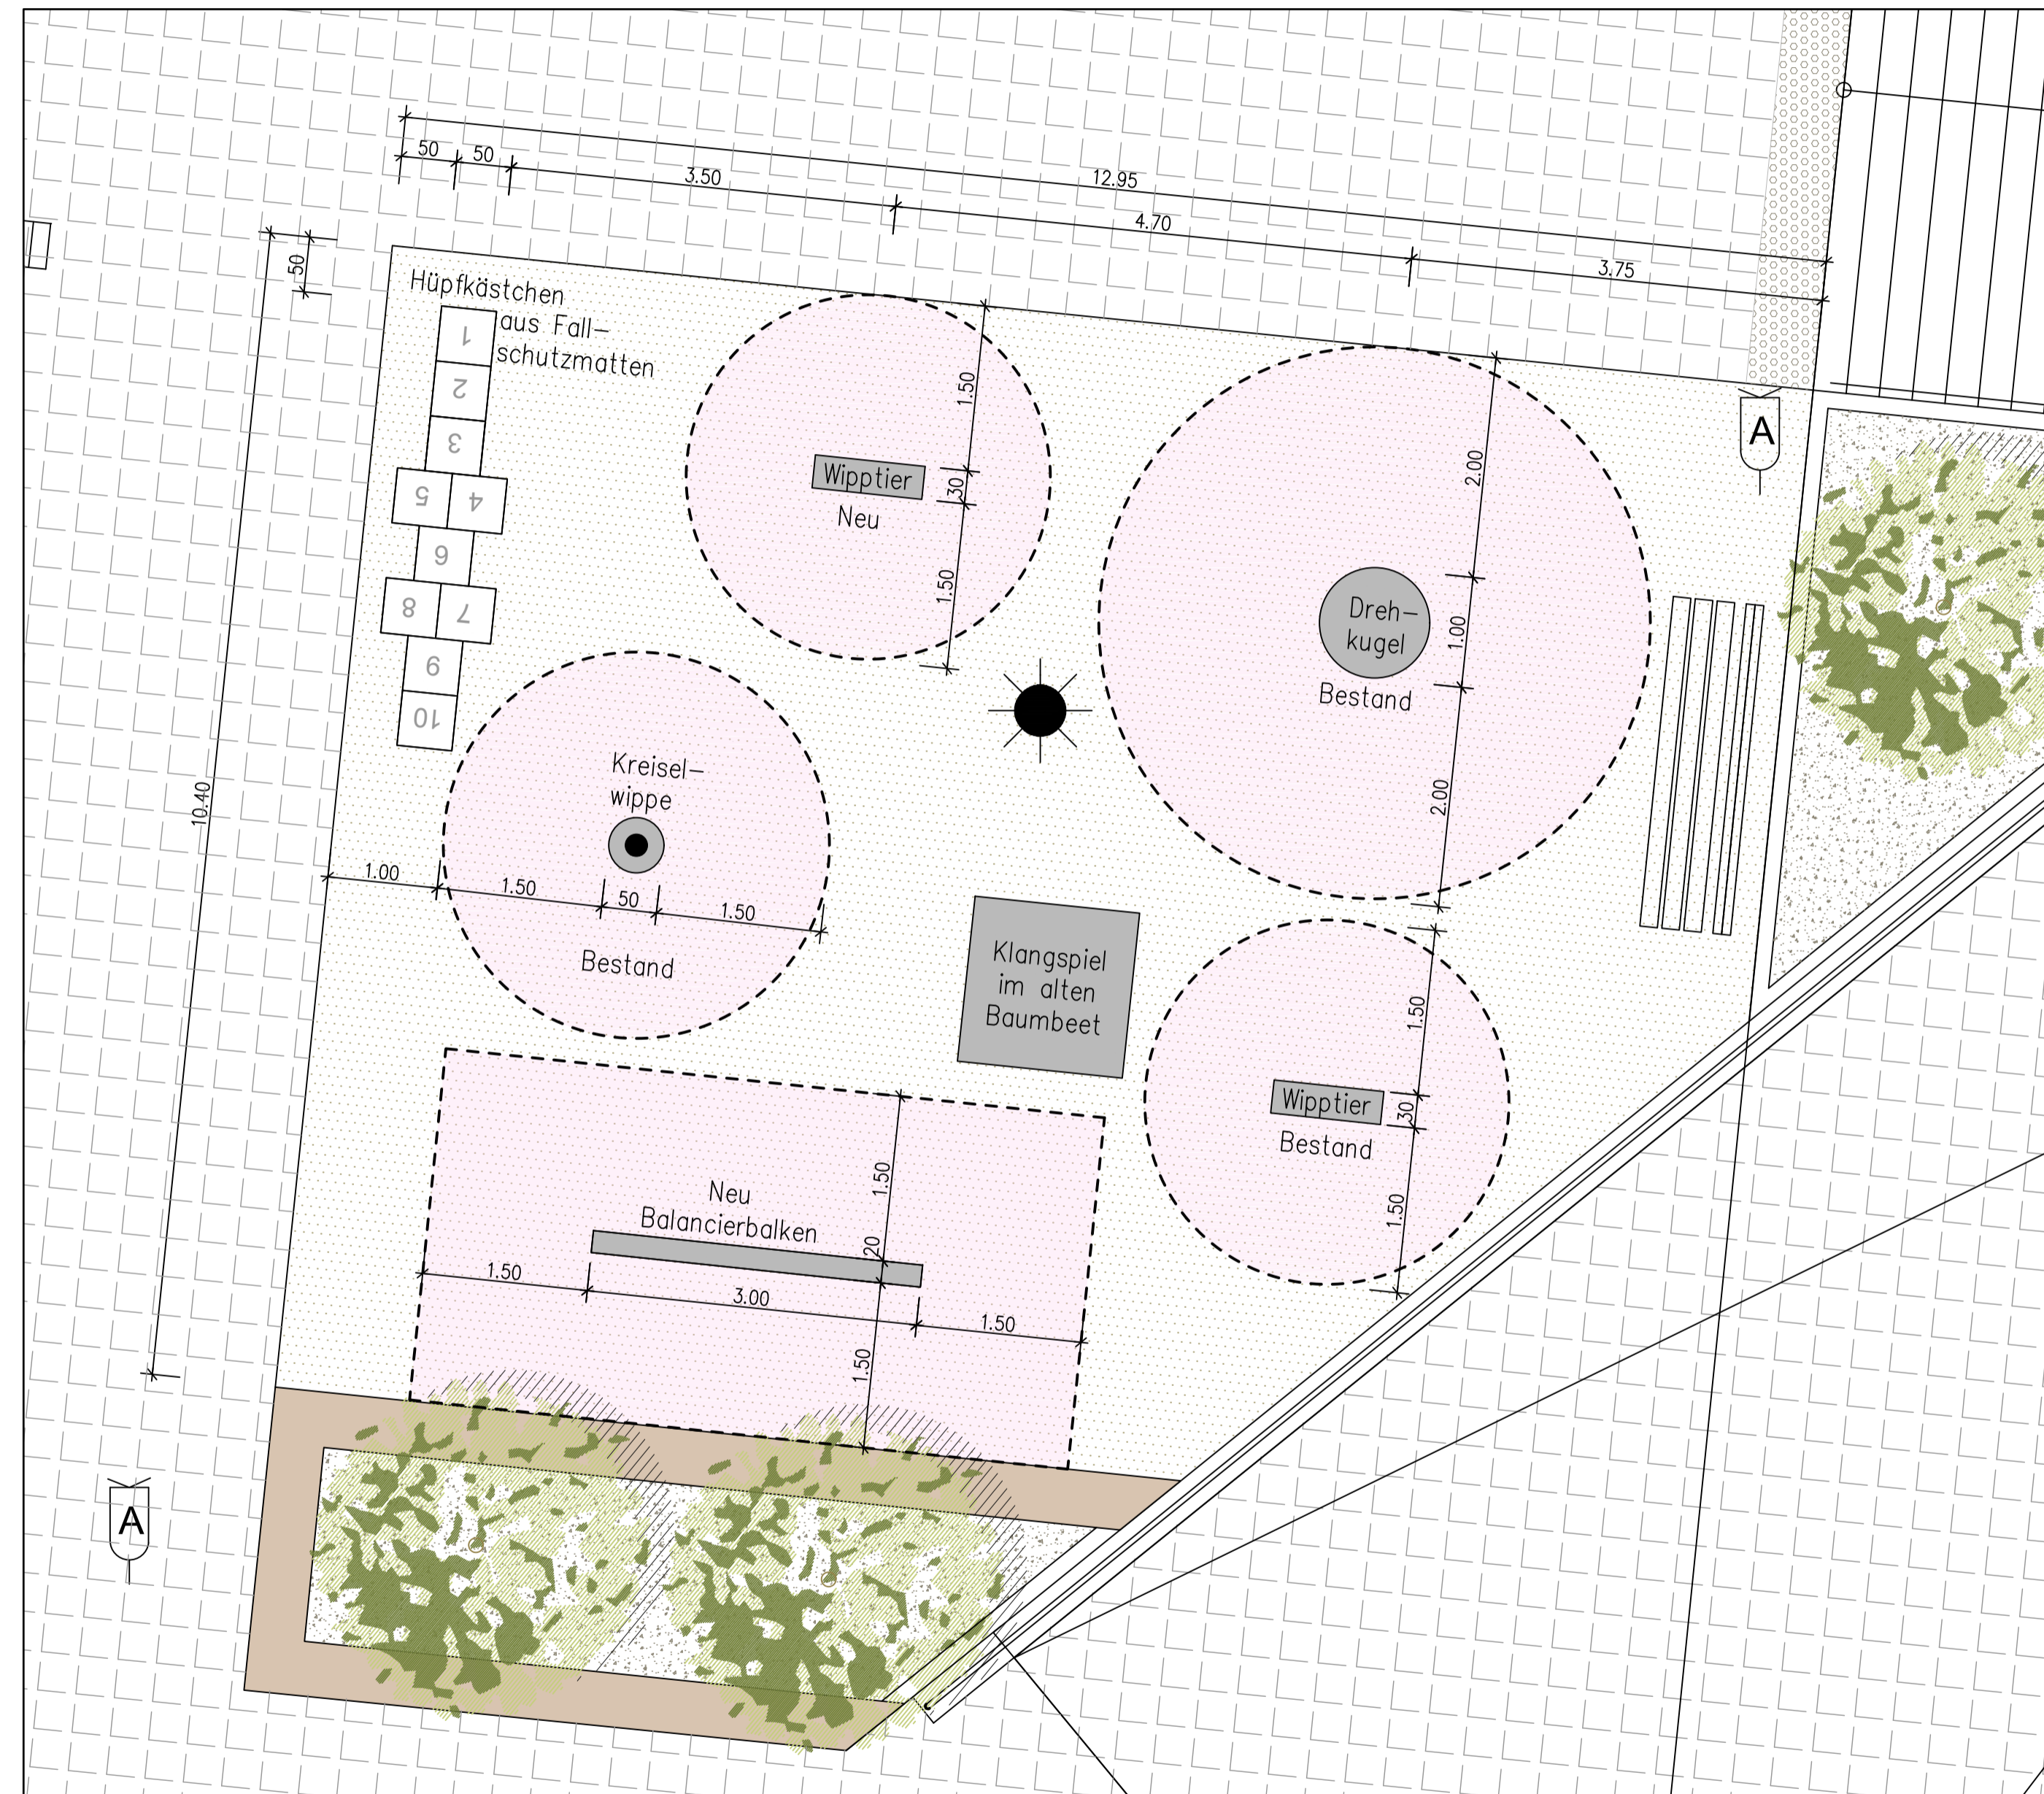 50
50
3.50
12.95
4.70
3.75
50
10.40
Hüpfkästchen
aus Fall-
schutzmatten
1
2
3
5
4
6
8
7
9
10
1.50
Wipptier
30
Neu
1.50
2.00
Dreh-
kugel
1.00
Bestand
2.00
A
Kreisel-
wippe
1.00
1.50
50
1.50
Bestand
Klangspiel
im alten
Baumbeet
1.50
Wipptier
30
Bestand
1.50
1.50
Neu
Balancierbalken
20
1.50
3.00
1.50
1.50
A